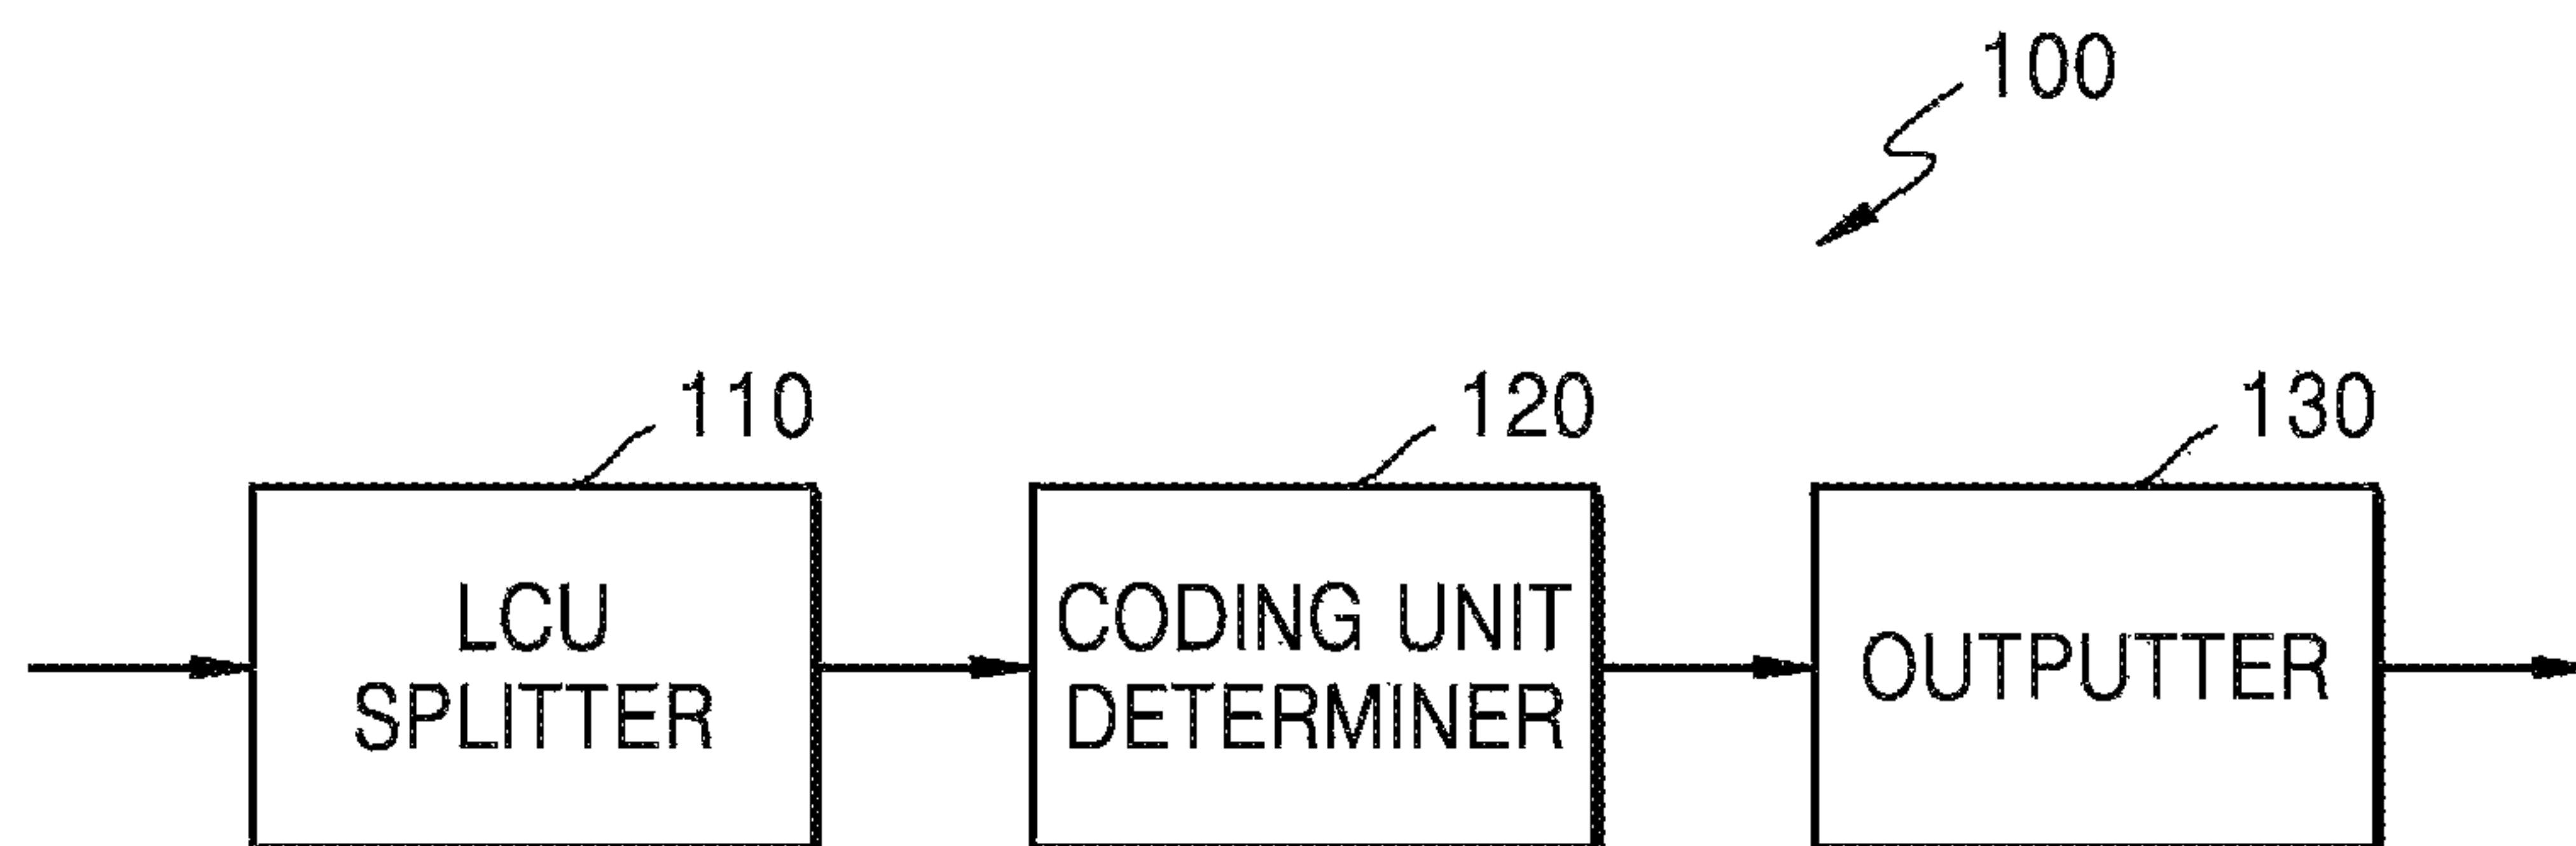 100
110
120
130
LCU
SPLITTER
CODING UNIT
DETERMINER
OUTPUTTER